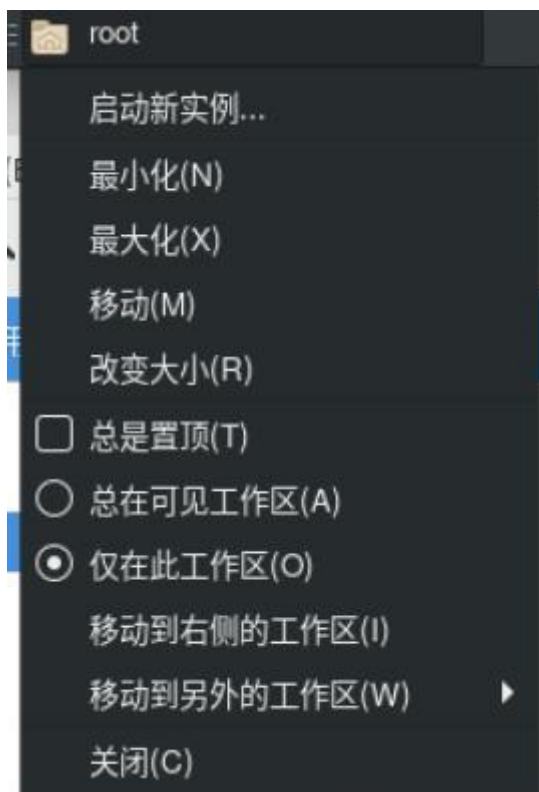 root
启动新实例...
最小化(N)
最大化(X)
移动(M)
改变大小(R)
总是置顶(T)
总在可见工作区(A)
仅在此工作区(O)
移动到右侧的工作区(I)
移动到另外的工作区(W)
关闭(C)